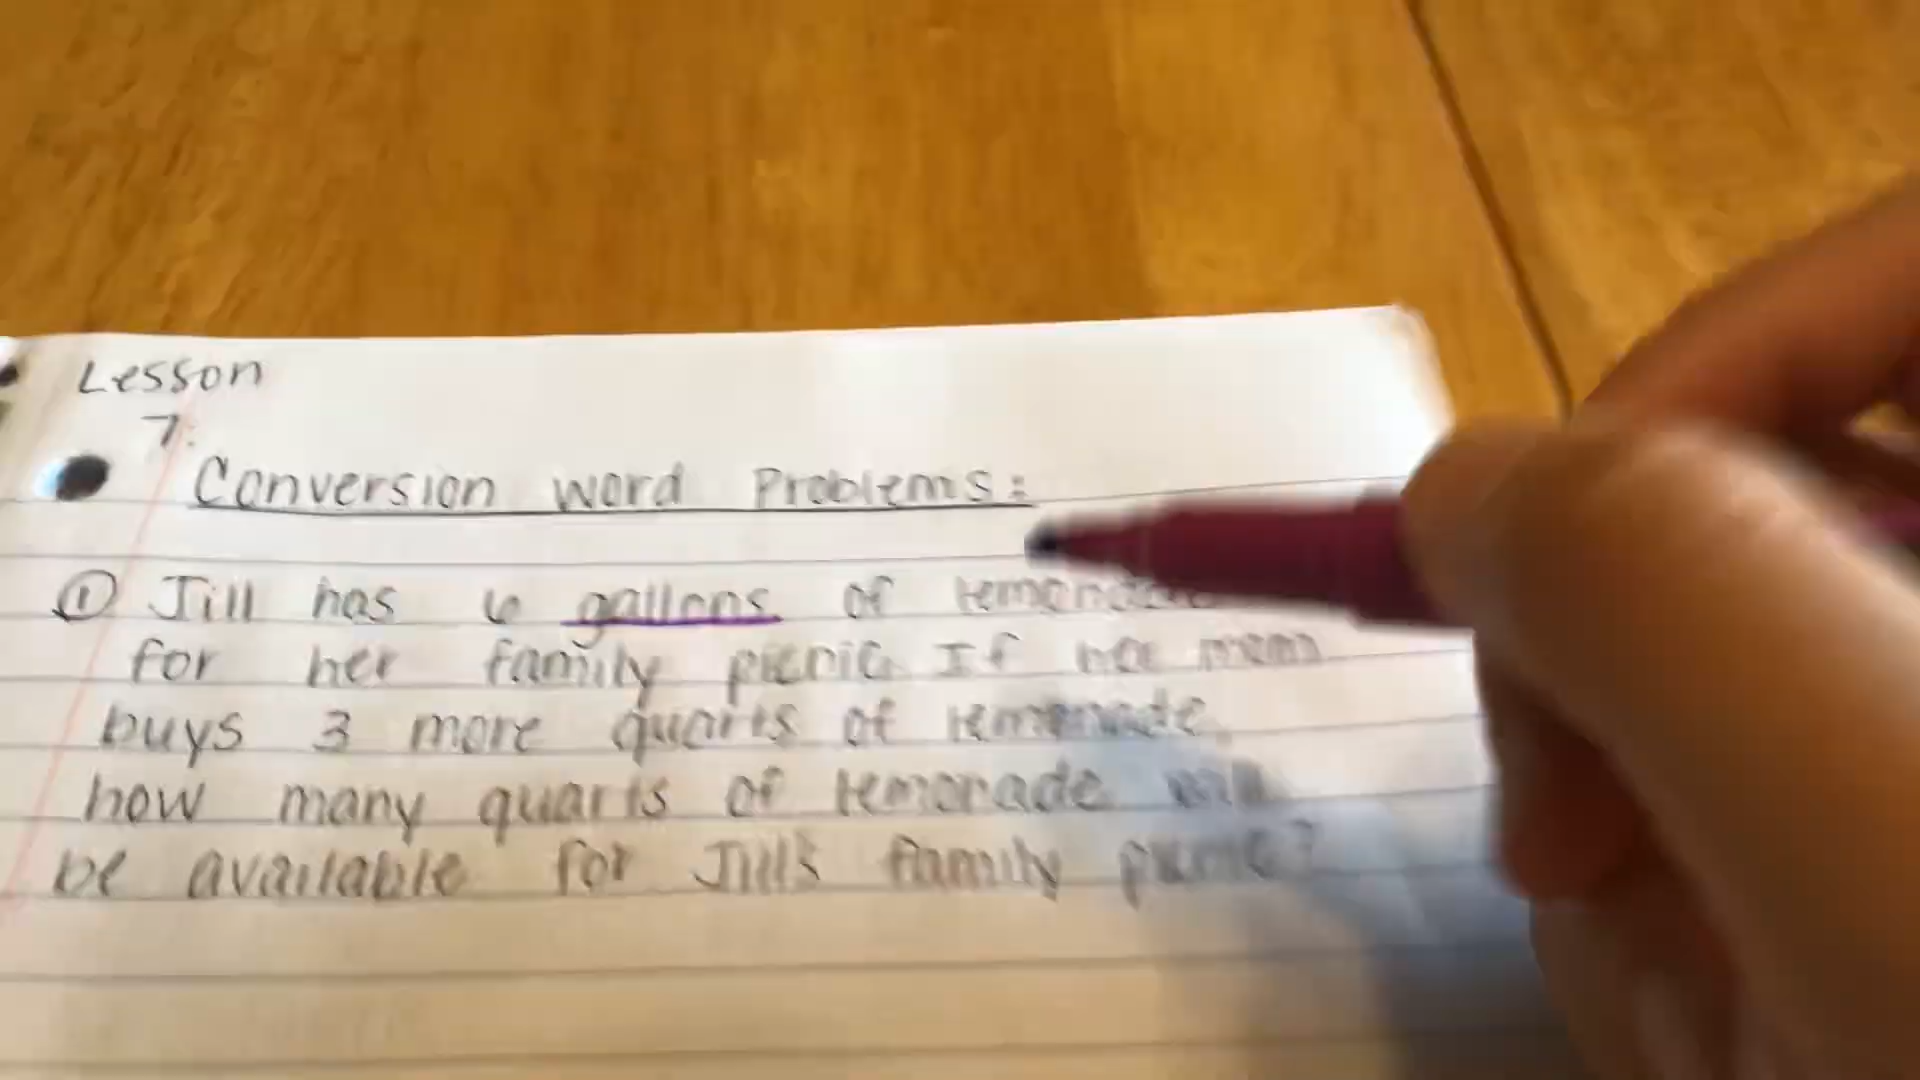 Lesson
7:
Conversion Word Problems:
① Jill has 6 gallons of lemonade
for her family picnic. If her mom
buys 3 more quarts of lemonade,
how many quarts of lemonade will
be available for Jill's family picnic?